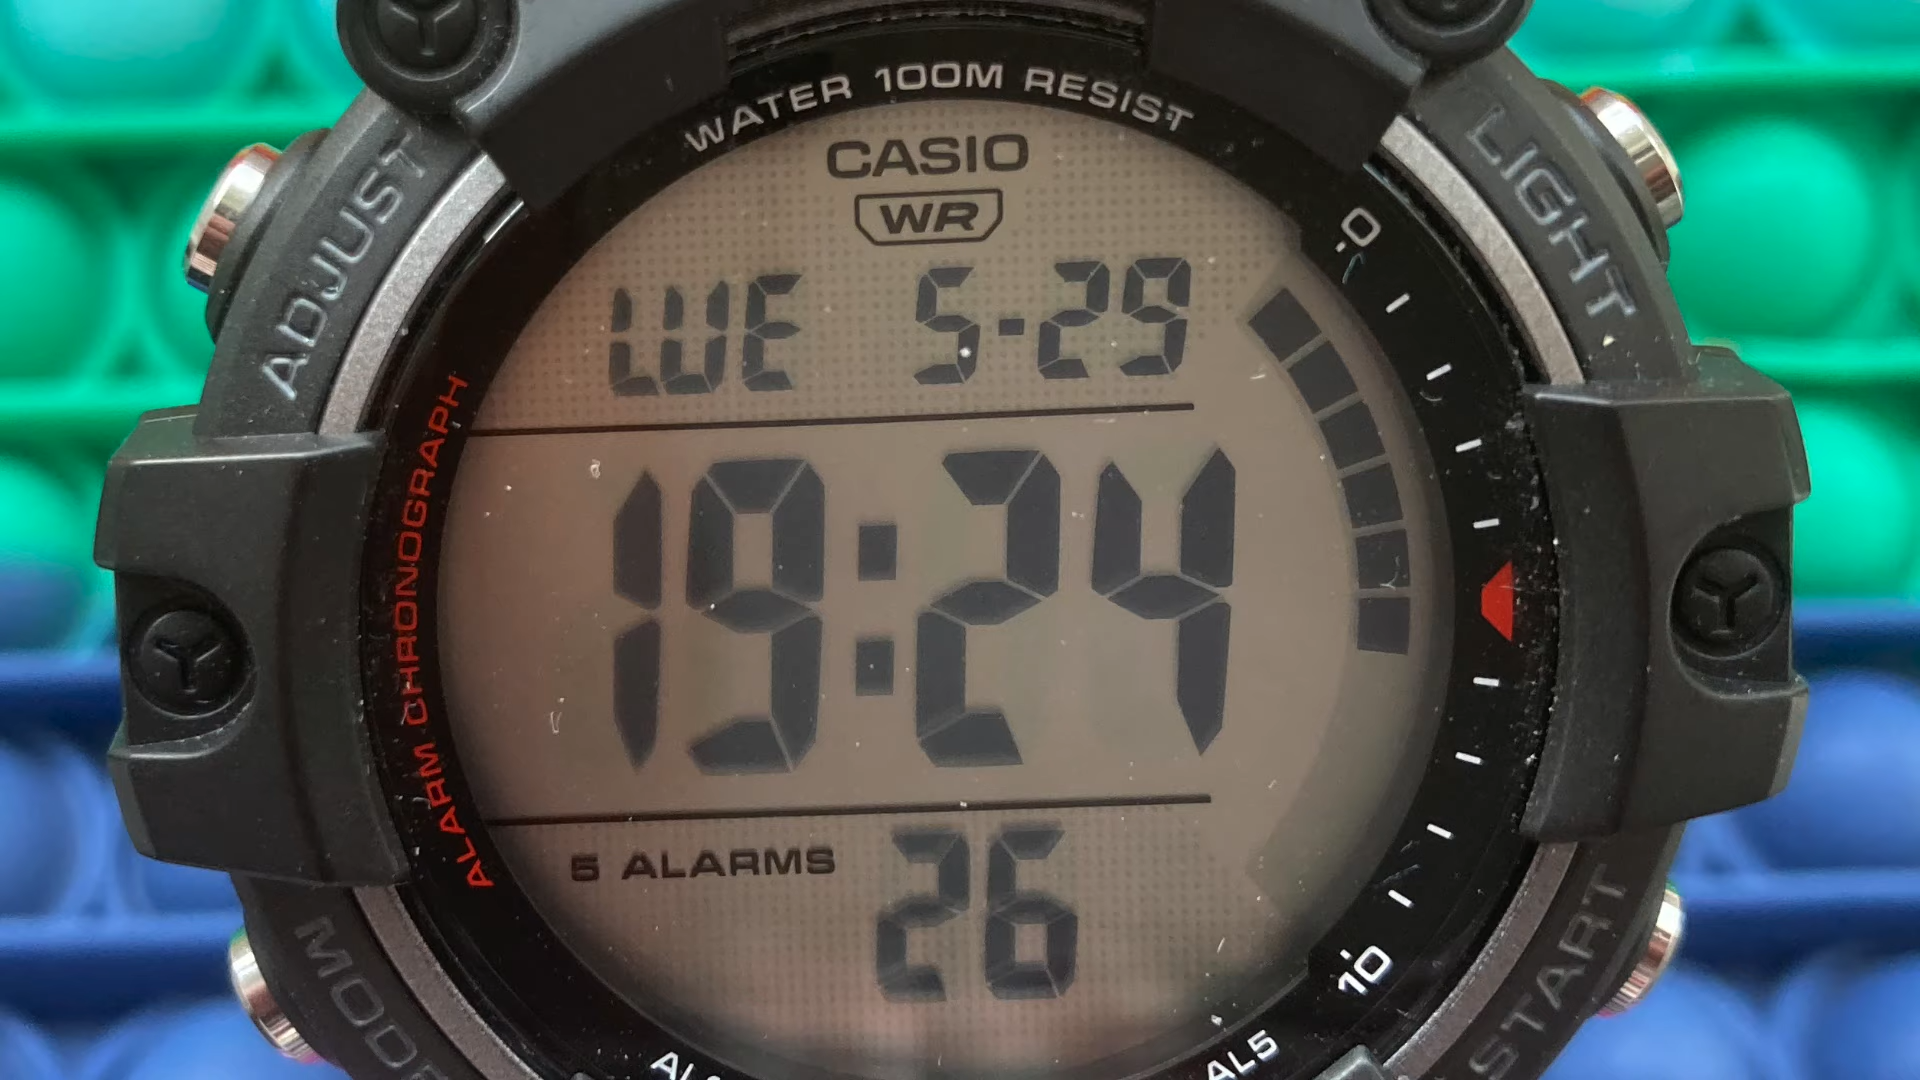 WATER 100M RESIST
CASIO
WR
ADJUST
LIGHT
0
WE 5-29
ALARM CHRONOGRAPH
19:24
5 ALARMS 26
10
MODE
START
AL5